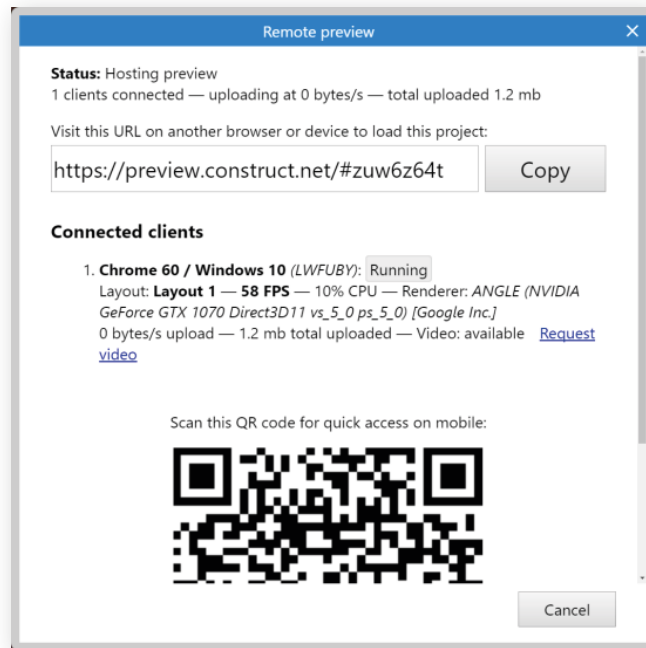 Remote preview
Status: Hosting preview
1 clients connected — uploading at 0 bytes/s — total uploaded 1.2 mb
Visit this URL on another browser or device to load this project:
https://preview.construct.net/#zuw6z64t
Copy
Connected clients
1. Chrome 60 / Windows 10 (LWFUBY): Running
Layout: Layout 1 — 58 FPS — 10% CPU — Renderer: ANGLE (NVIDIA
GeForce GTX 1070 Direct3D11 vs_5_0 ps_5_0) [Google Inc.]
0 bytes/s upload — 1.2 mb total uploaded — Video: available Request
video
Scan this QR code for quick access on mobile:
Cancel